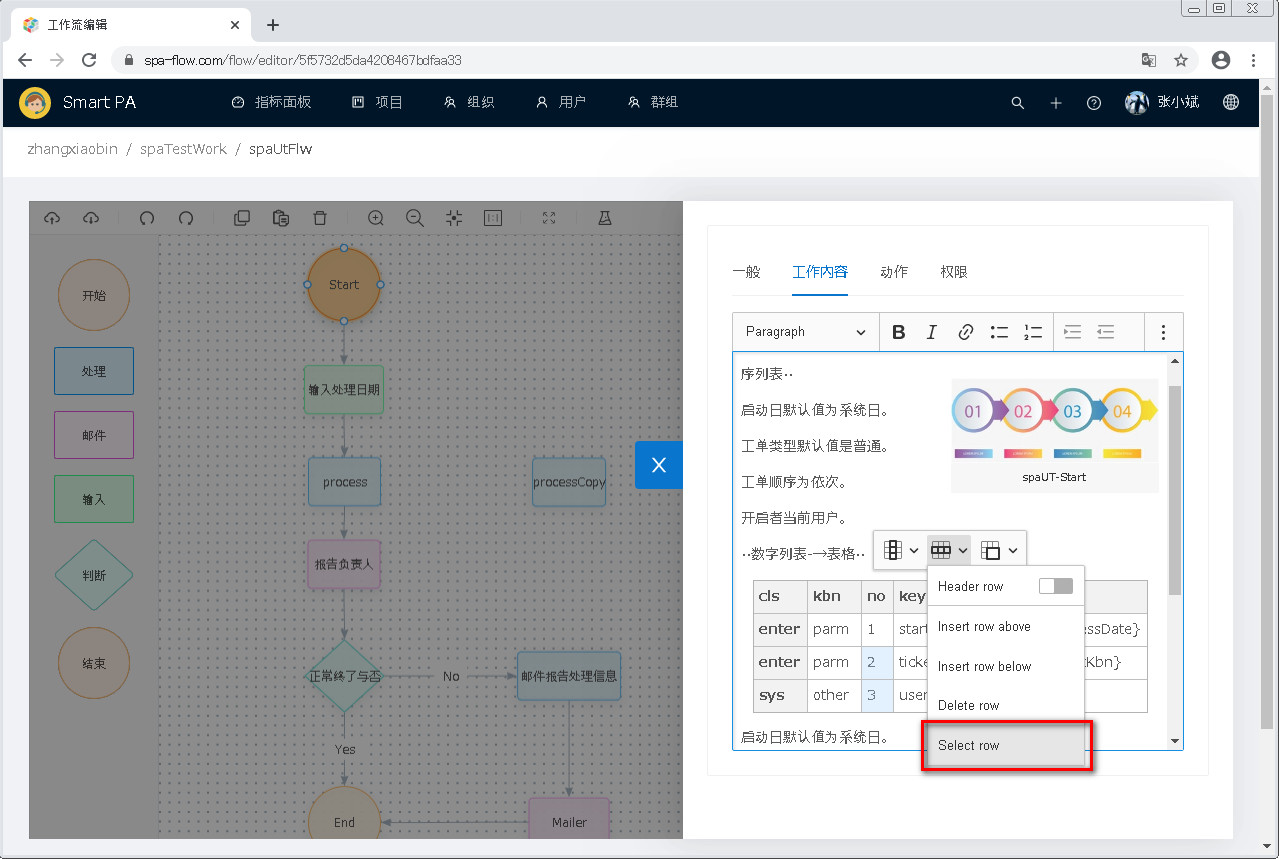 工作流编辑
spa-flow.com/flow/editor/5f5732d5da4208467bdfaa33
Smart PA 指标面板 项目 组织 用户 群组 张小斌
zhangxiaobin / spaTestWork / spaUtFlw
开始
处理
邮件
输入
判断
结束
Start
输入处理日期
process
processCopy
报告负责人
正常终了与否
No
邮件报告处理信息
Yes
End
Mailer
X
一般 工作内容 动作 权限
Paragraph
序列表··
启动日默认值为系统日。
工单类型默认值是普通。
工单顺序为依次。
开启者当前用户。
01 02 03 04
spaUT-Start
··数字列表-→表格··
cls kbn no key
enter parm 1 start essDate}
enter parm 2 ticke Kbn}
sys other 3 user
启动日默认值为系统日。
Header row
Insert row above
Insert row below
Delete row
Select row